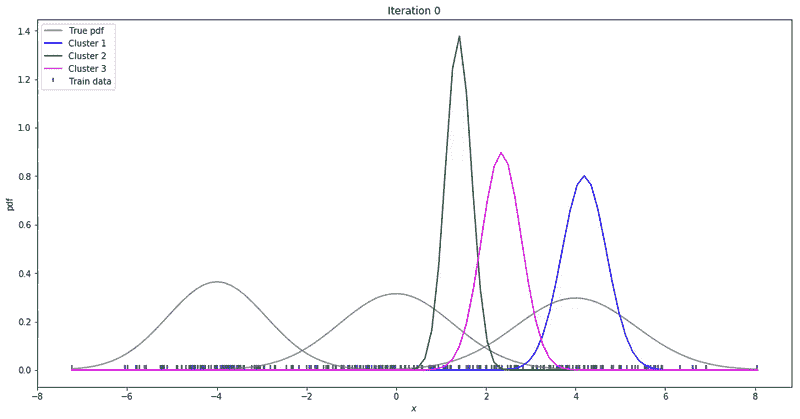 Iteration 0
True pdf
Cluster 1
Cluster 2
Cluster 3
Train data
1.4
1.2
1.0
0.8
0.6
0.4
0.2
0.0
pdf
−8
−6
−4
−2
0
2
4
6
8
x